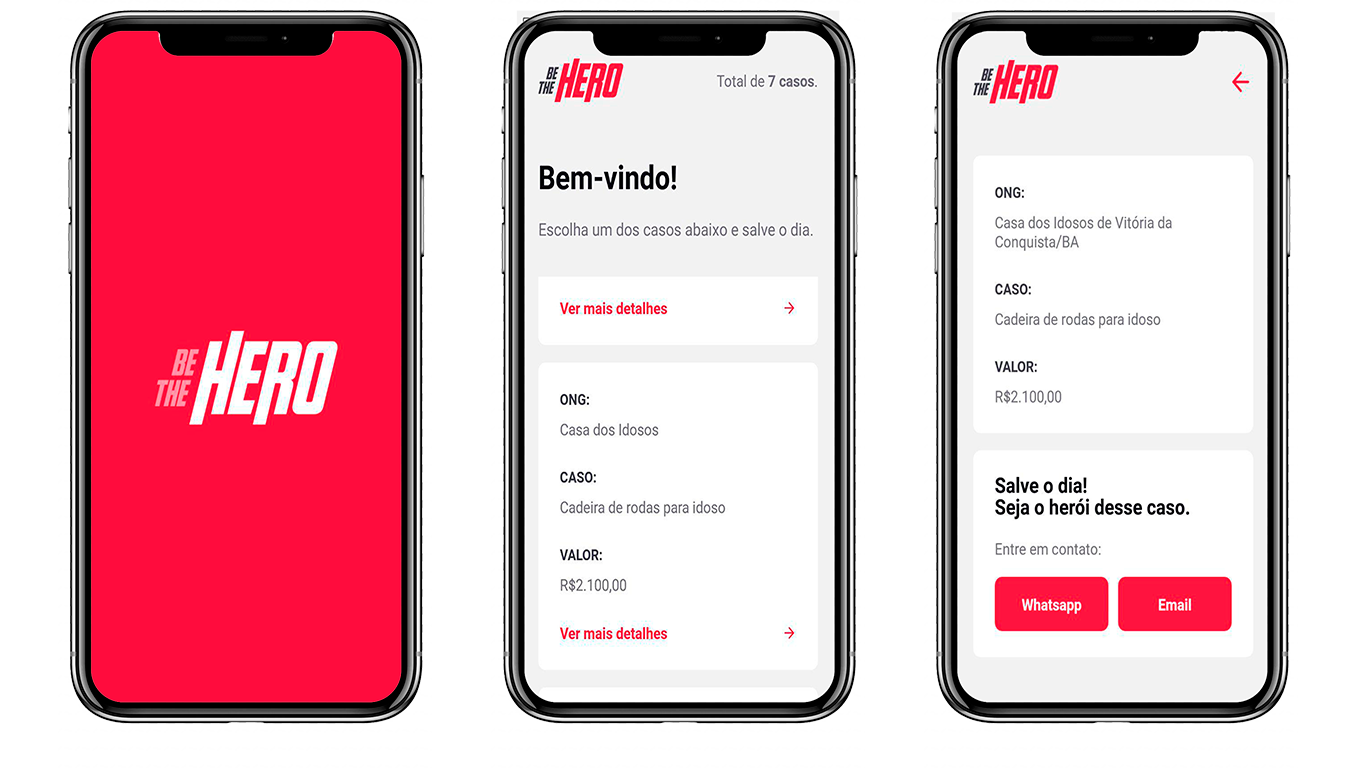 BE
THE HERO
BE
THE HERO
Total de 7 casos.
Bem-vindo!
Escolha um dos casos abaixo e salve o dia.
Ver mais detalhes
ONG:
Casa dos Idosos
CASO:
Cadeira de rodas para idoso
VALOR:
R$2.100,00
Ver mais detalhes
BE
THE HERO
ONG:
Casa dos Idosos de Vitória da
Conquista/BA
CASO:
Cadeira de rodas para idoso
VALOR:
R$2.100,00
Salve o dia!
Seja o herói desse caso.
Entre em contato:
Whatsapp
Email